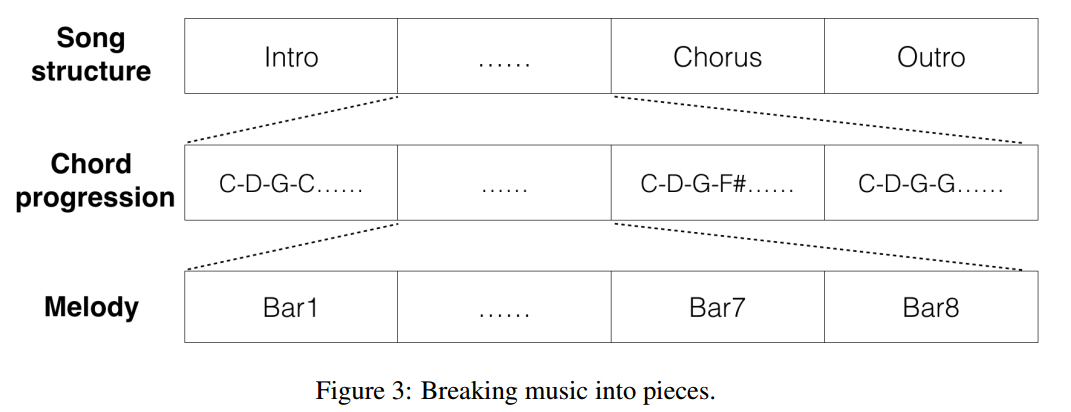 Song structure
Intro
......
Chorus
Outro
Chord progression
C-D-G-C......
......
C-D-G-F#......
C-D-G-G......
Melody
Bar1
......
Bar7
Bar8
Figure 3: Breaking music into pieces.